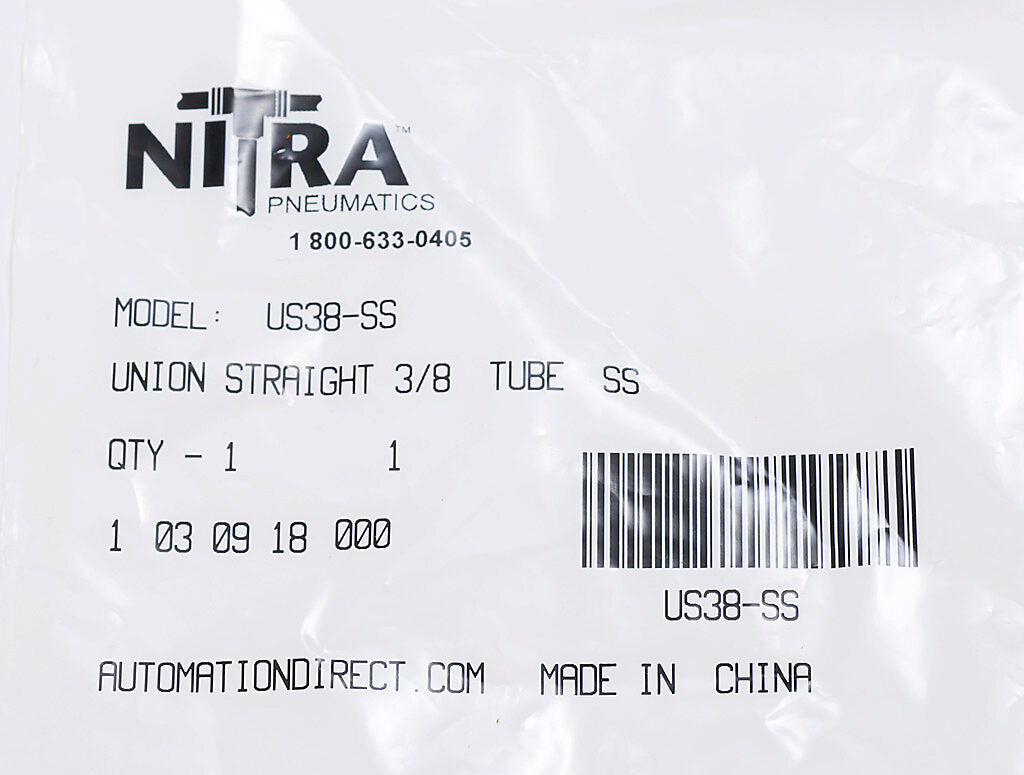 NITRA™
PNEUMATICS
1 800-633-0405
MODEL: US38-SS
UNION STRAIGHT 3/8 TUBE SS
QTY - 1 1
1 03 09 18 000
US38-SS
AUTOMATIONDIRECT.COM MADE IN CHINA